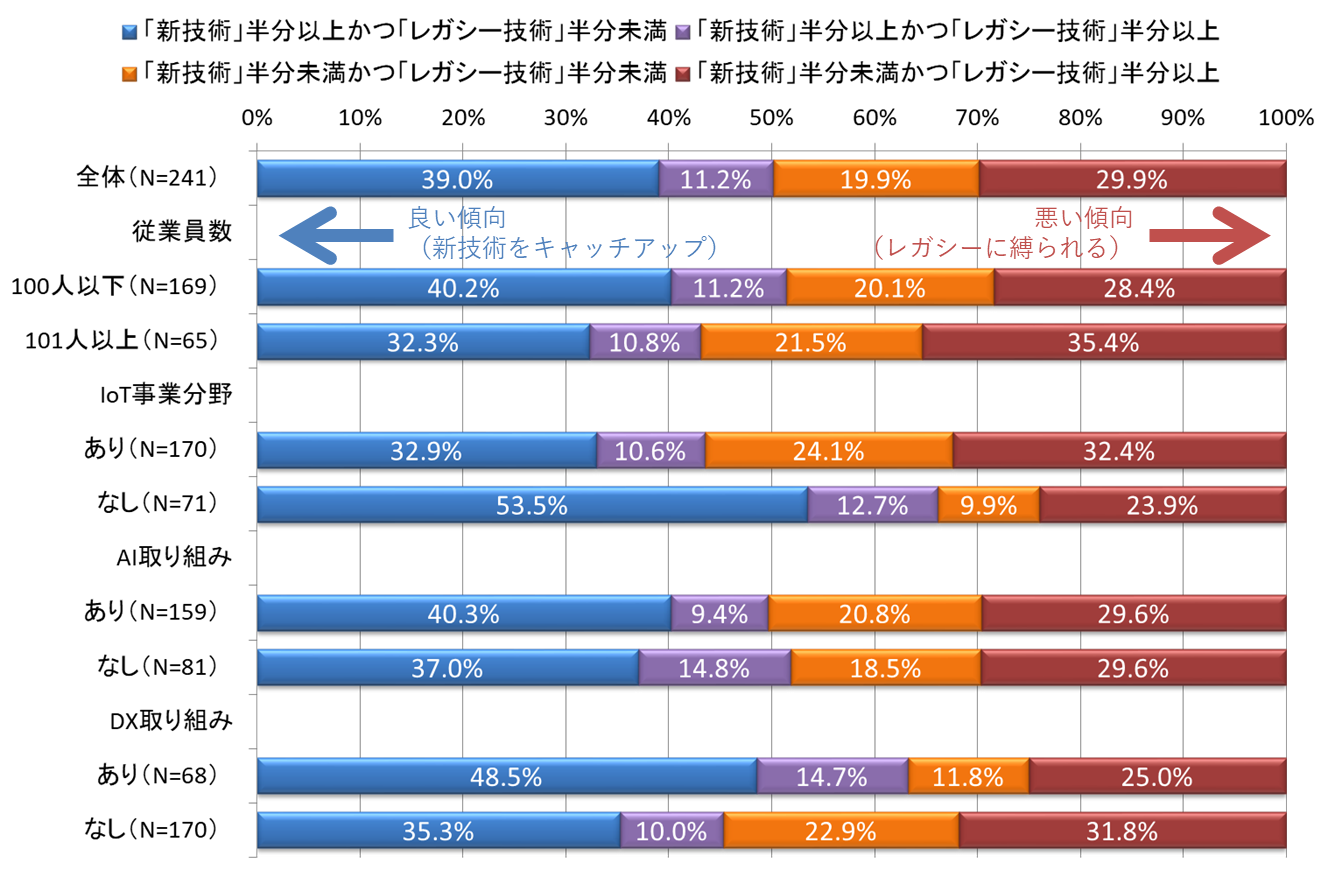 「新技術」半分以上かつ「レガシー技術」半分未満 「新技術」半分以上かつ「レガシー技術」半分以上
「新技術」半分未満かつ「レガシー技術」半分未満 「新技術」半分未満かつ「レガシー技術」半分以上
0% 10% 20% 30% 40% 50% 60% 70% 80% 90% 100%
全体（N=241） 39.0% 11.2% 19.9% 29.9%
従業員数 良い傾向 悪い傾向
（新技術をキャッチアップ） （レガシーに縛られる）
100人以下（N=169） 40.2% 11.2% 20.1% 28.4%
101人以上（N=65） 32.3% 10.8% 21.5% 35.4%
IoT事業分野
あり（N=170） 32.9% 10.6% 24.1% 32.4%
なし（N=71） 53.5% 12.7% 9.9% 23.9%
AI取り組み
あり（N=159） 40.3% 9.4% 20.8% 29.6%
なし（N=81） 37.0% 14.8% 18.5% 29.6%
DX取り組み
あり（N=68） 48.5% 14.7% 11.8% 25.0%
なし（N=170） 35.3% 10.0% 22.9% 31.8%